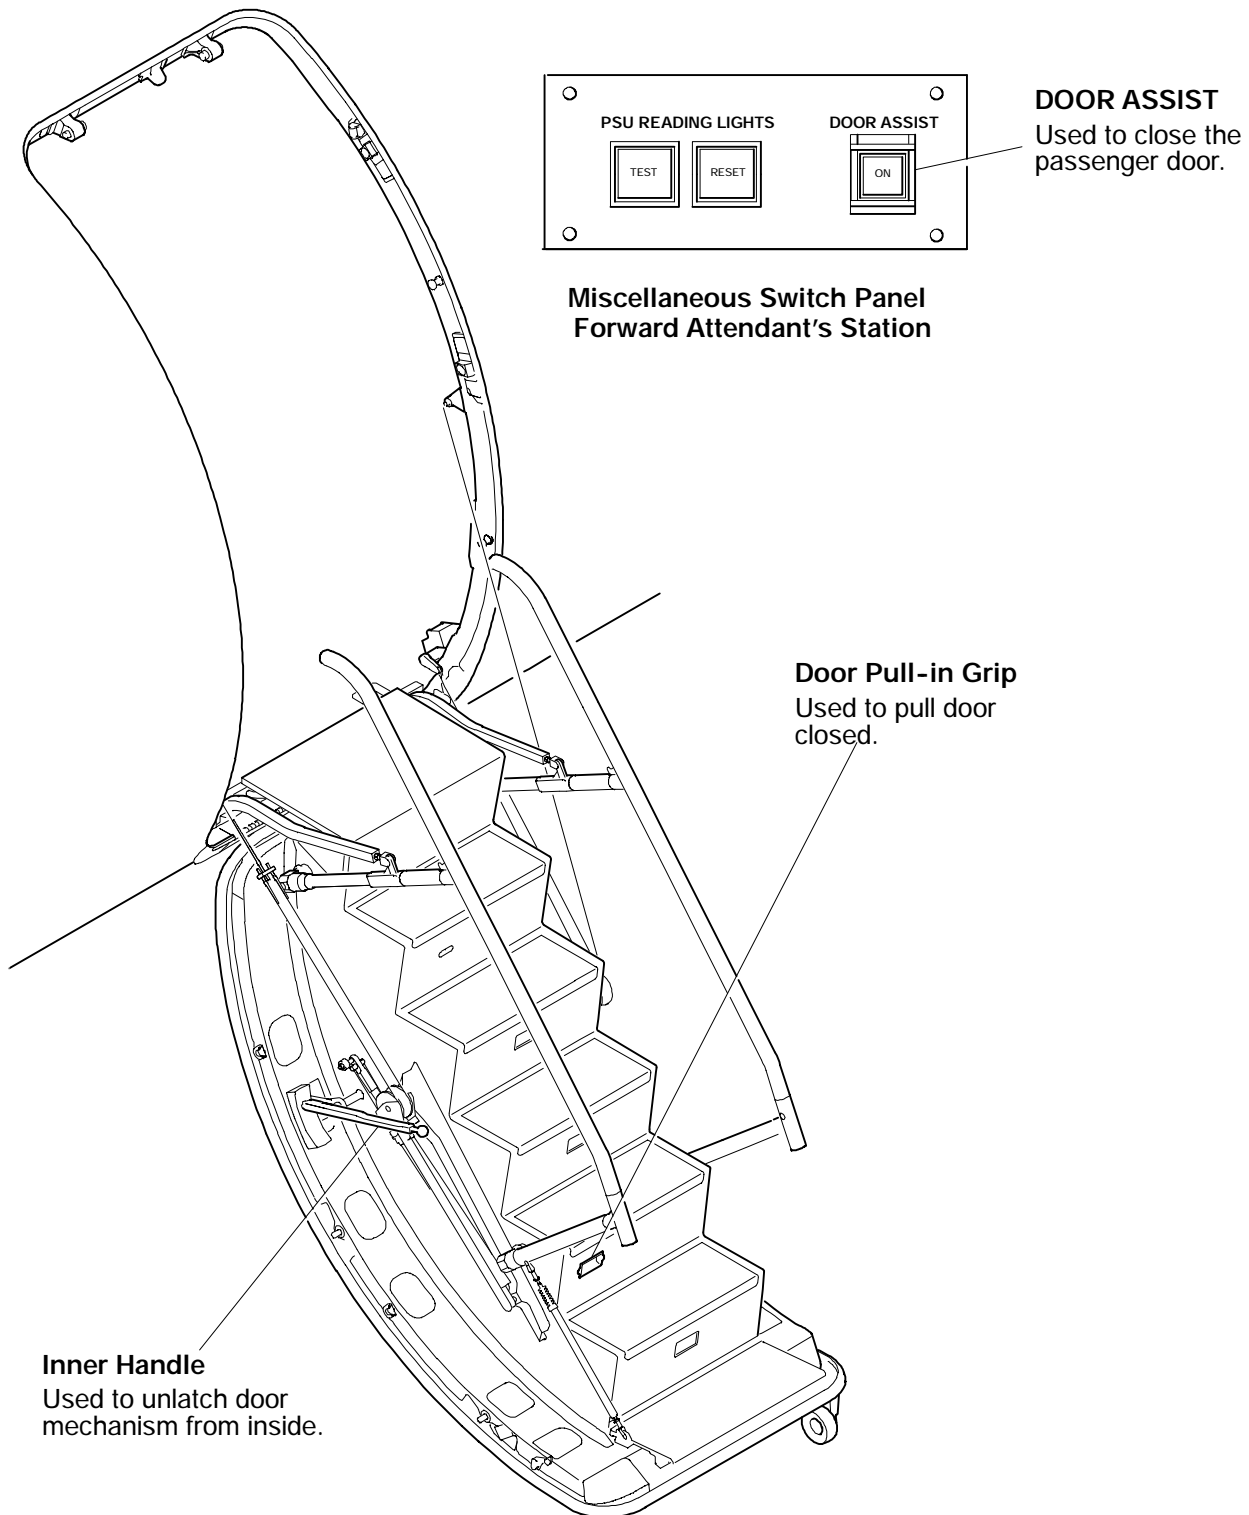 PSU READING LIGHTS
DOOR ASSIST
TEST
RESET
ON
DOOR ASSIST
Used to close the
passenger door.
Miscellaneous Switch Panel
Forward Attendant's Station
Door Pull-in Grip
Used to pull door
closed.
Inner Handle
Used to unlatch door
mechanism from inside.